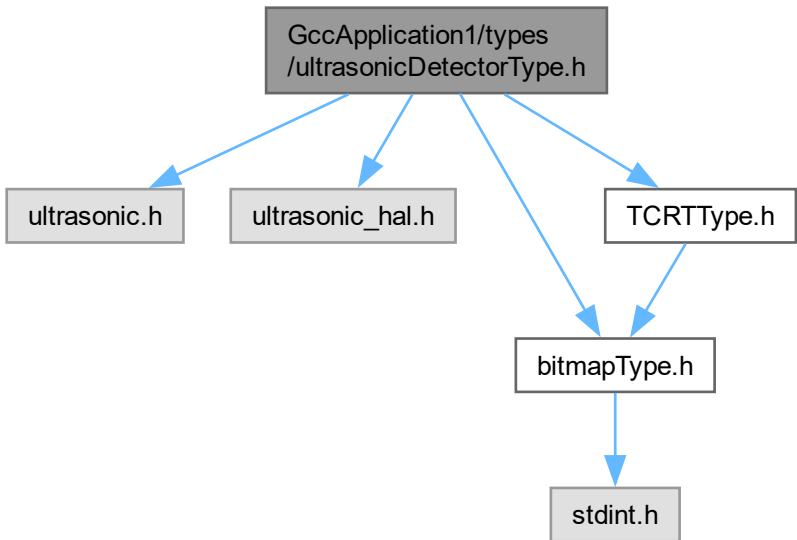 GccApplication1/types
/ultrasonicDetectorType.h
ultrasonic.h
ultrasonic_hal.h
TCRTType.h
bitmapType.h
stdint.h